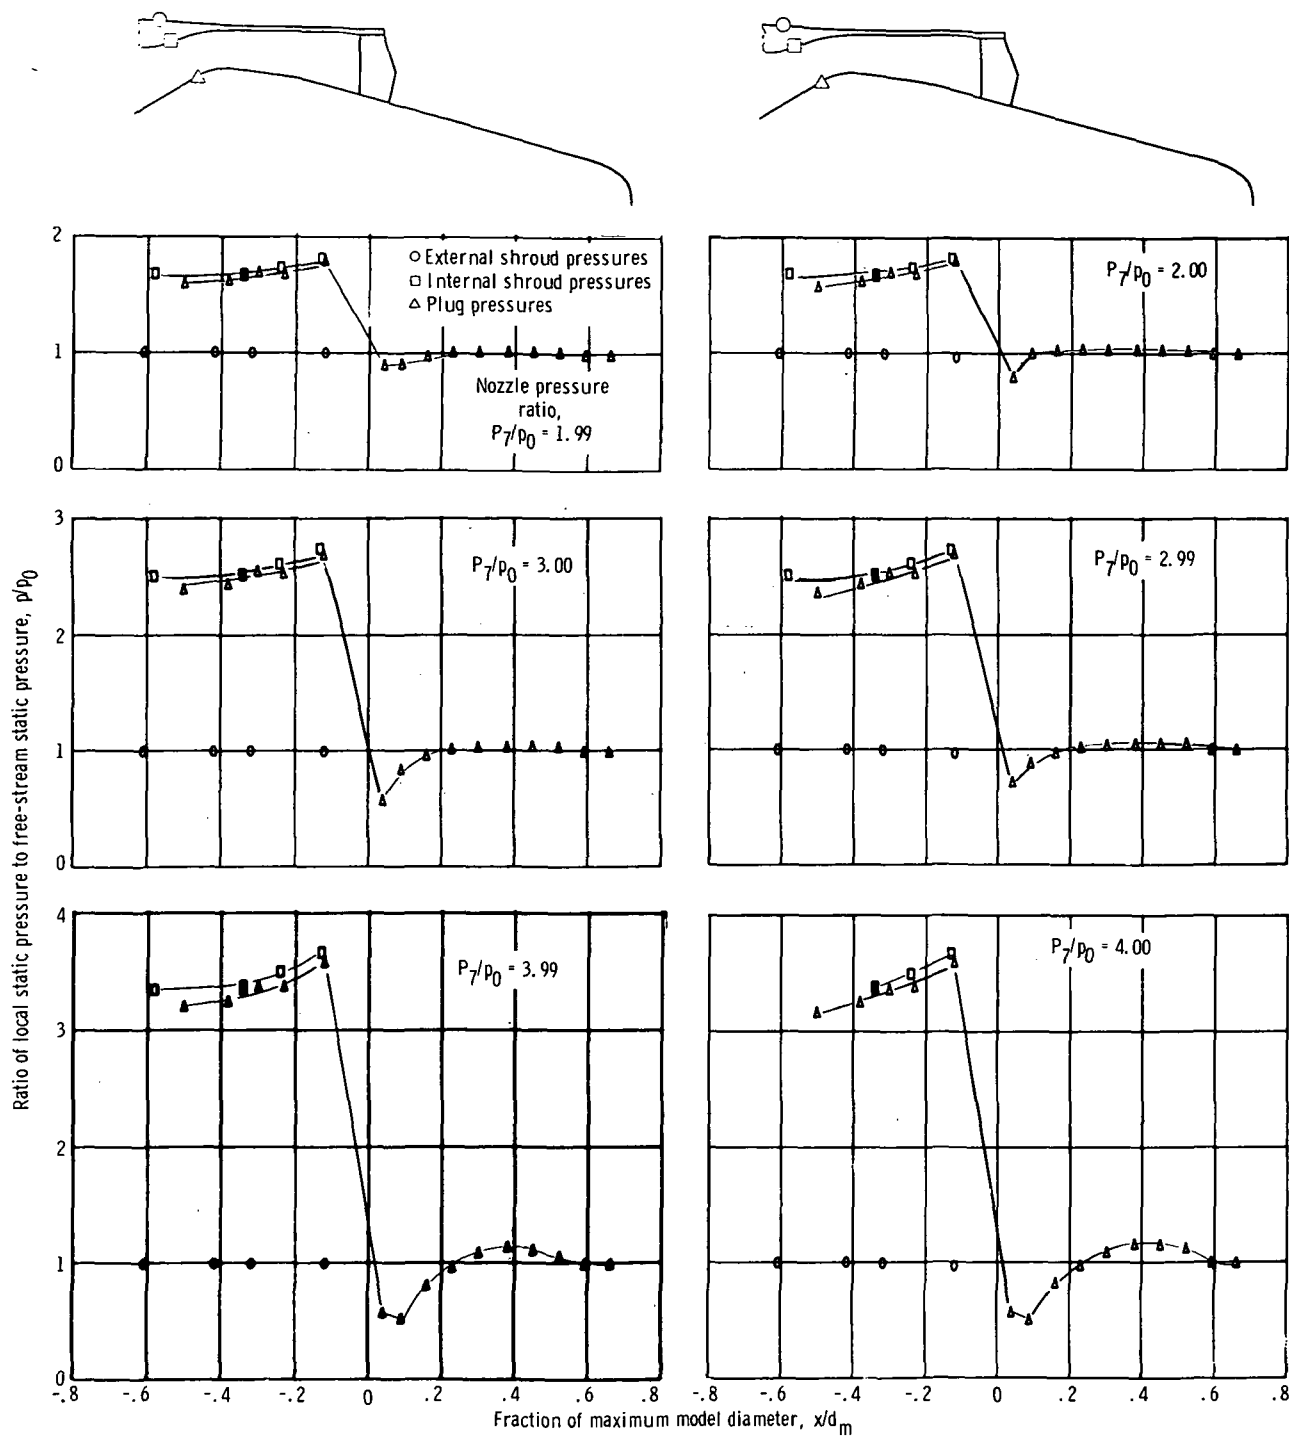 2
1
0
○ External shroud pressures
□ Internal shroud pressures
△ Plug pressures
Nozzle pressure
ratio,
P7/p0 = 1.99
P7/p0 = 2.00
3
2
1
0
P7/p0 = 3.00
P7/p0 = 2.99
4
3
2
1
0
P7/p0 = 3.99
P7/p0 = 4.00
Ratio of local static pressure to free-stream static pressure, p/p0
-.8 -.6 -.4 -.2 0 .2 .4 .6 .8
-.8 -.6 -.4 -.2 0 .2 .4 .6 .8
Fraction of maximum model diameter, x/dm